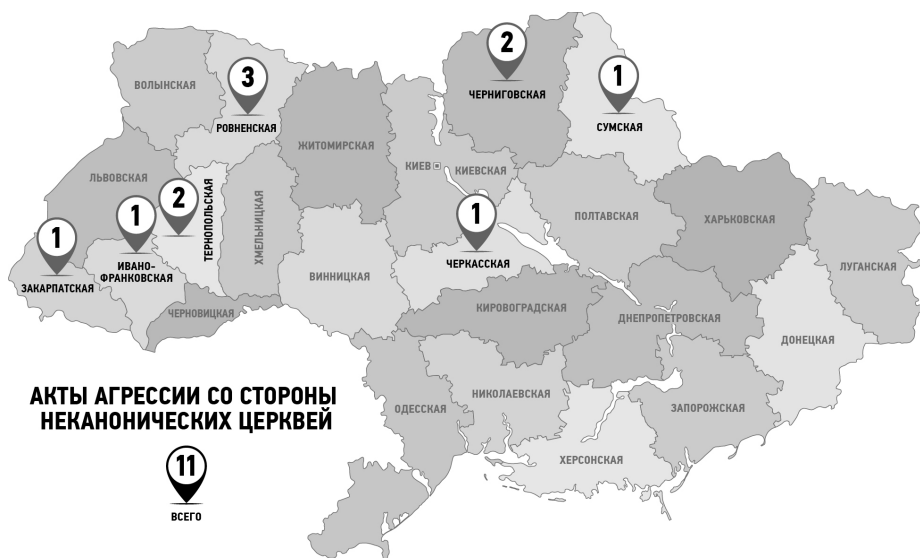 2
3
1
ЧЕРНИГОВСКАЯ
ВОЛЫНСКАЯ
РОВНЕНСКАЯ
СУМСКАЯ
ЖИТОМИРСКАЯ
КИЕВ
КИЕВСКАЯ
ЛЬВОВСКАЯ
2
1
1
1
ТЕРНОПОЛЬСКАЯ
ХМЕЛЬНИЦКАЯ
ПОЛТАВСКАЯ
ХАРЬКОВСКАЯ
ЛУГАНСКАЯ
ЗАКАРПАТСКАЯ
ИВАНО-
ФРАНКОВСКАЯ
ВИННИЦКАЯ
ЧЕРКАССКАЯ
ЧЕРНОВИЦКАЯ
КИРОВОГРАДСКАЯ
ДНЕПРОПЕТРОВСКАЯ
ДОНЕЦКАЯ
АКТЫ АГРЕССИИ СО СТОРОНЫ
НЕКАНОНИЧЕСКИХ ЦЕРКВЕЙ
ОДЕССКАЯ
НИКОЛАЕВСКАЯ
ЗАПОРОЖСКАЯ
ХЕРСОНСКАЯ
11
ВСЕГО